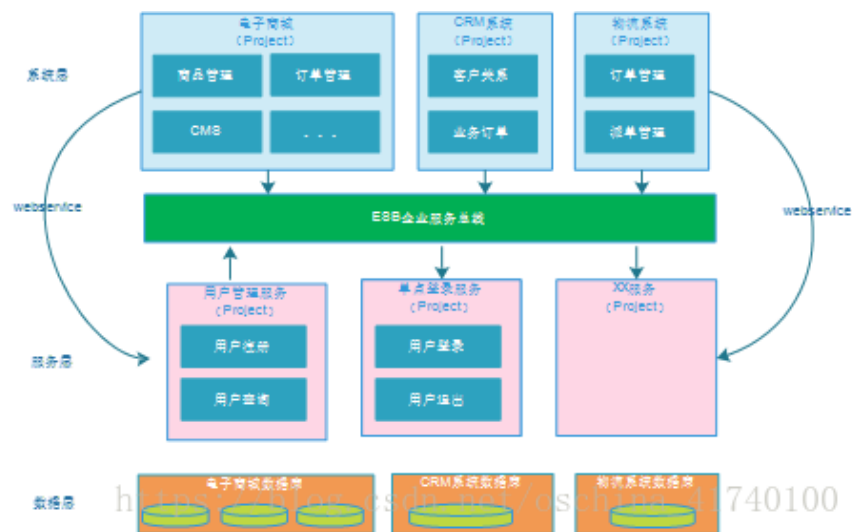 电子商城
(Project)
CRM系统
(Project)
物流系统
(Project)
系统层
商品管理
订单管理
客户关系
订单管理
CMS
. . .
业务订单
派单管理
webservice
ESB企业服务总线
webservice
用户管理服务
(Project)
单点登录服务
(Project)
XX服务
(Project)
服务层
用户注册
用户登录
用户查询
用户退出
数据层
电子商城数据库
CRM系统数据库
物流系统数据库
https://blog.csdn.net/oschina_41740100